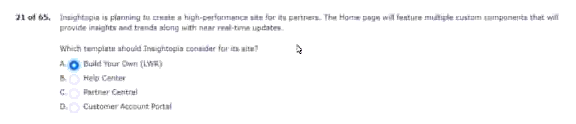 21 of 65. Insightopia is planning to create a high-performance site for its partners. The Home page will feature multiple custom components that will
provide insights and trends along with near real-time updates.
Which template should Insightopia consider for its site?
A. Build Your Own (LWR)
B. Help Center
C. Partner Central
D. Customer Account Portal